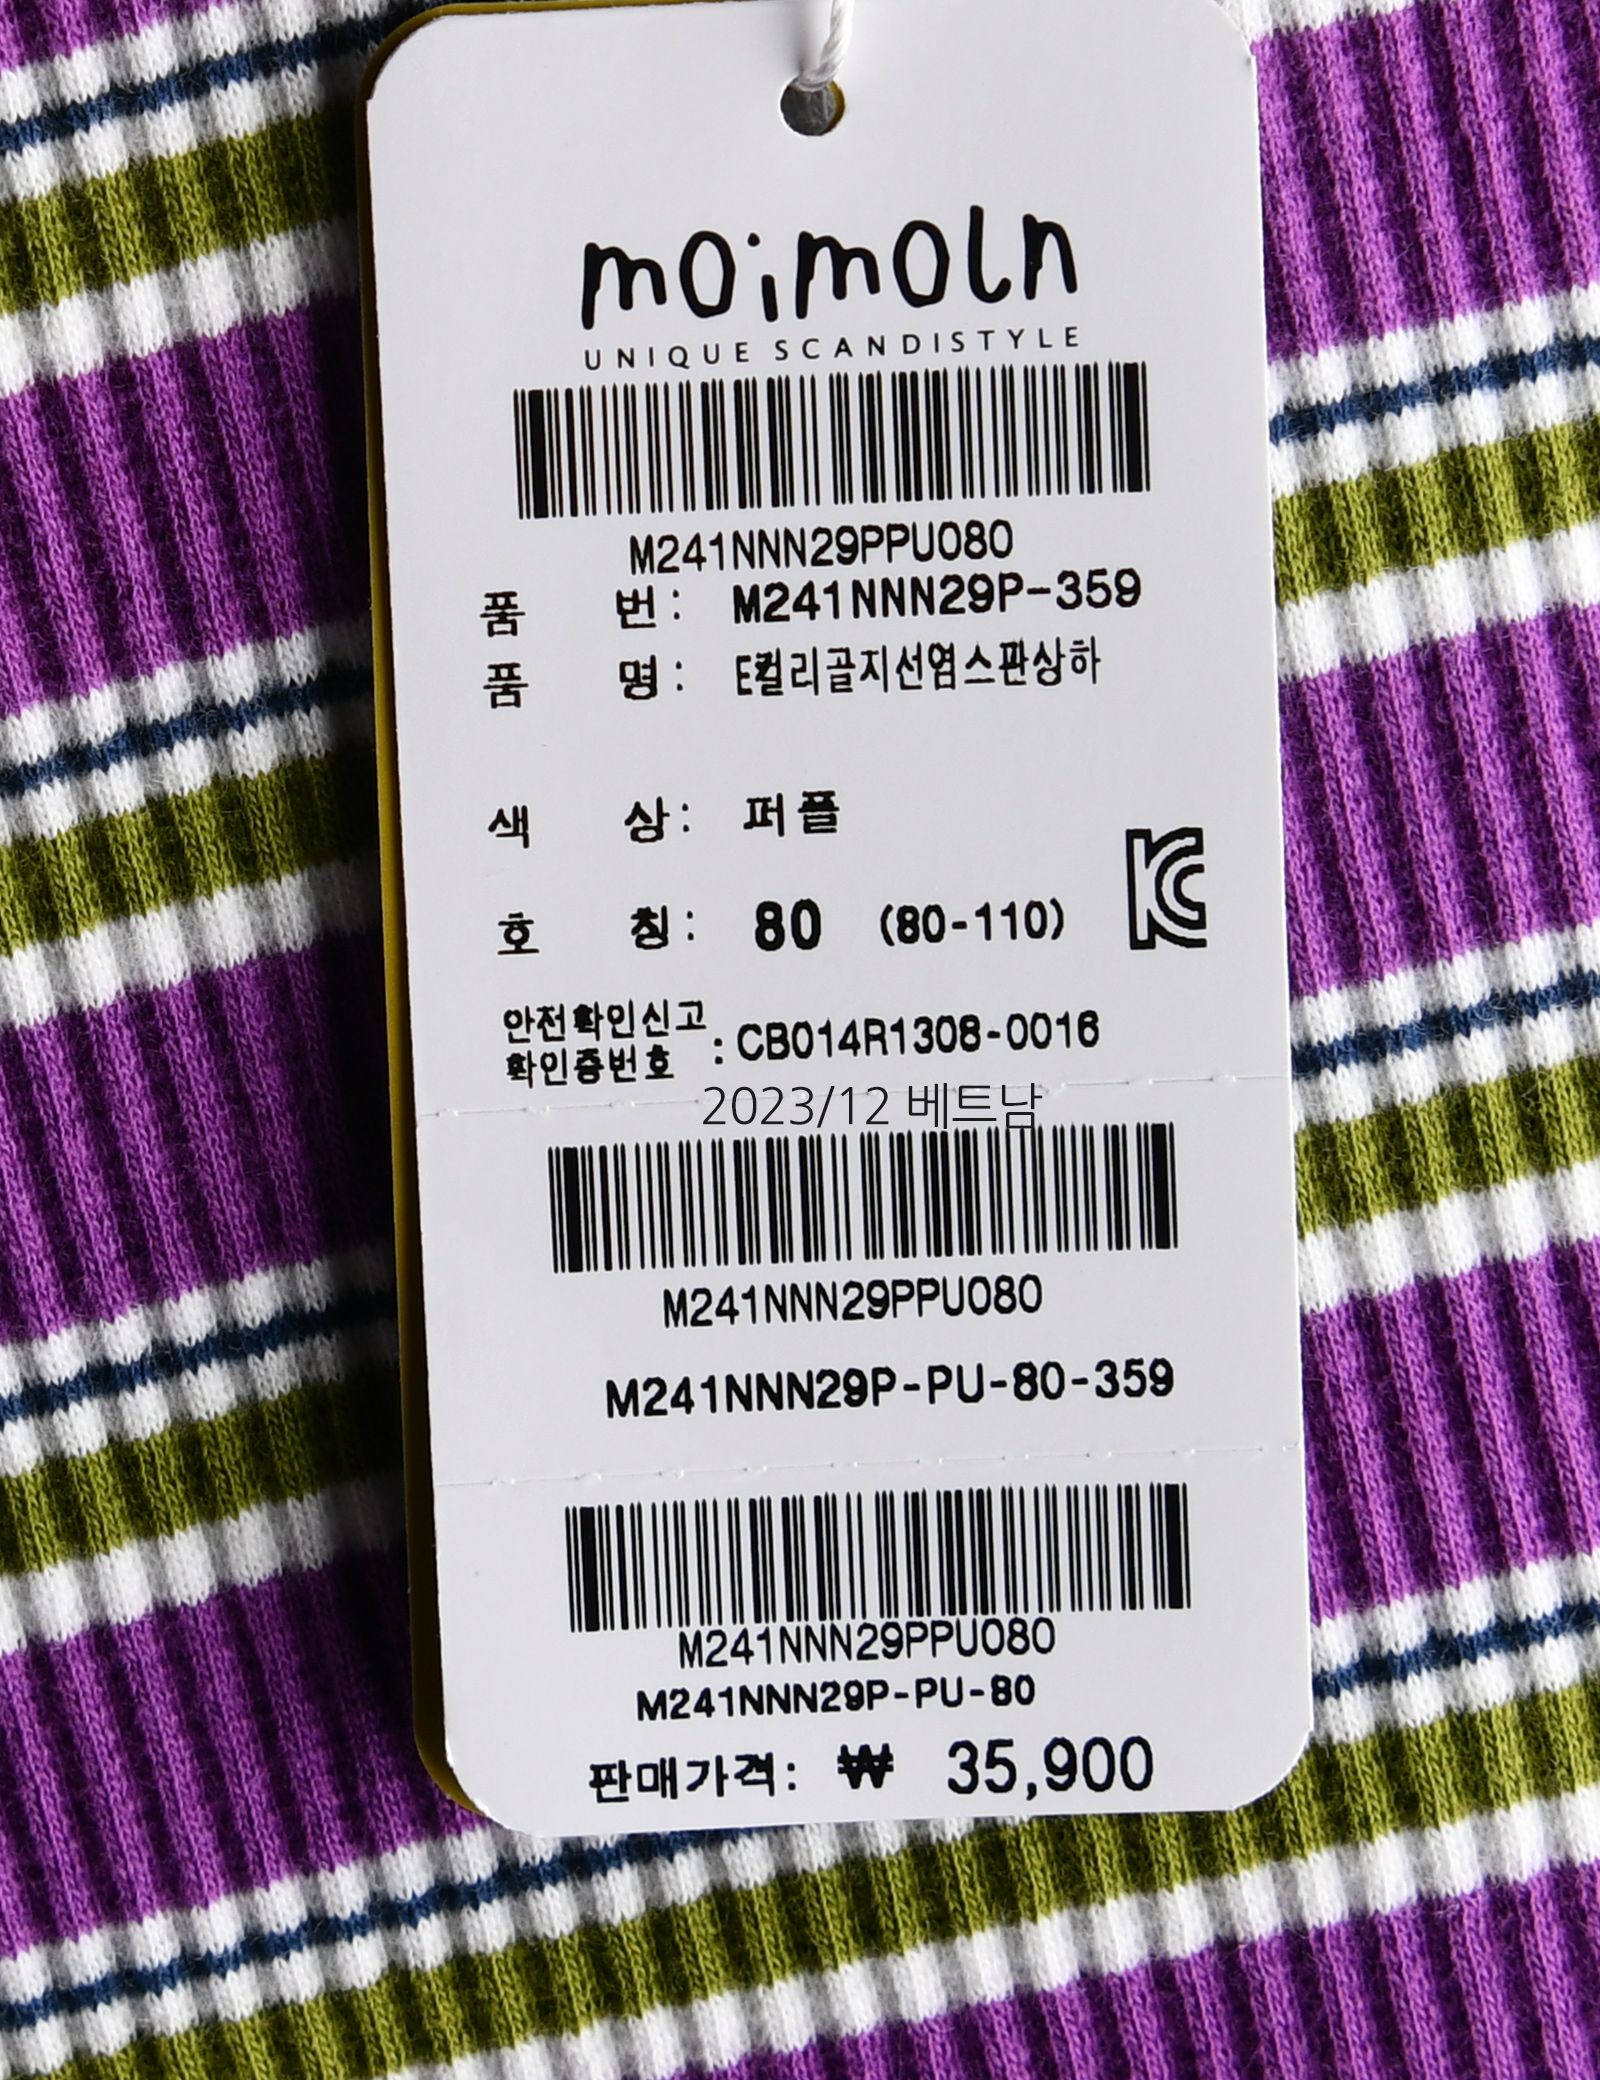 moimoln
UNIQUE SCANDISTYLE
M241NNN29PPU080
품 번: M241NNN29P-359
품 명: E컬리골지선염스판상하
색 상: 퍼플
호 칭: 80 (80-110)
KC
안전확인신고
확인증번호 : CB014R1308-0016
2023/12 베트남
M241NNN29PPU080
M241NNN29P-PU-80-359
M241NNN29PPU080
M241NNN29P-PU-80
판매가격: ₩ 35,900